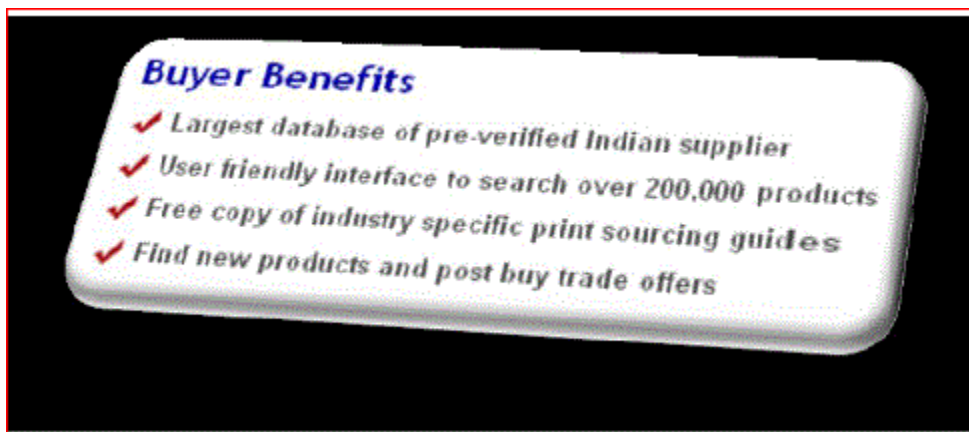 Buyer Benefits
Largest database of pre-verified Indian supplier
User friendly interface to search over 200,000 products
Free copy of industry specific print sourcing guides
Find new products and post buy trade offers